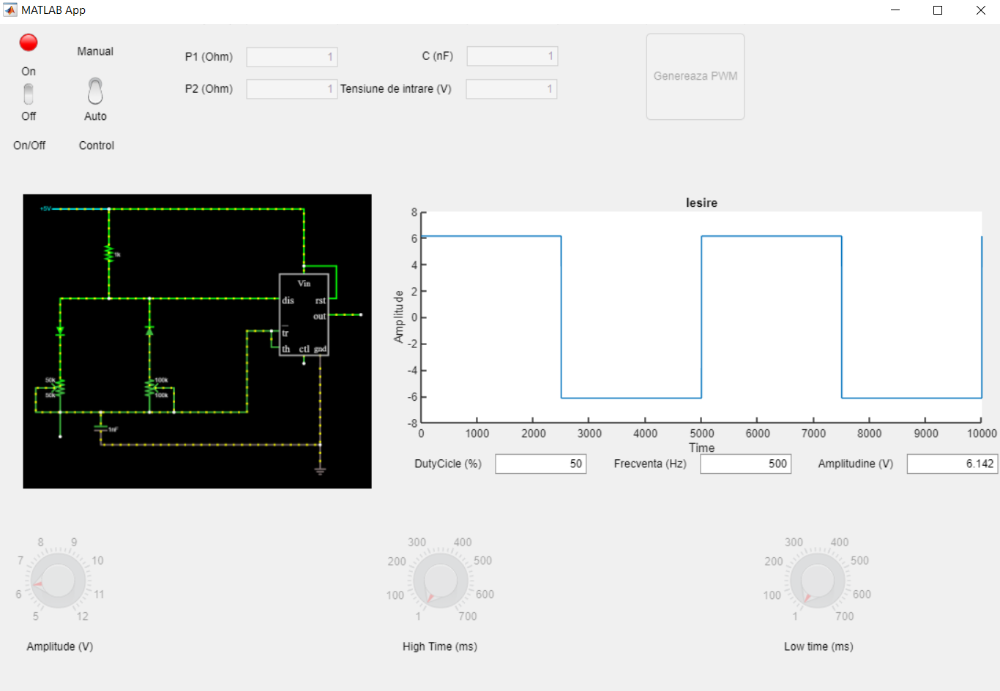 MATLAB App
Manual
On
Off
Auto
On/Off
Control
P1 (Ohm) 1
C (nF) 1
P2 (Ohm) 1
Tensiune de intrare (V) 1
Genereaza PWM
+5V
1k
Vin
dis
rst
out
tr
th
ctl
gnd
50k
50k
100k
100k
1nF
Iesire
Amplitude
8
6
4
2
0
-2
-4
-6
-8
0 1000 2000 3000 4000 5000 6000 7000 8000 9000 10000
Time
DutyCicle (%) 50
Frecventa (Hz) 500
Amplitudine (V) 6.142
5 6 7 8 9 10 11 12
Amplitude (V)
1 100 200 300 400 500 600 700
High Time (ms)
1 100 200 300 400 500 600 700
Low time (ms)